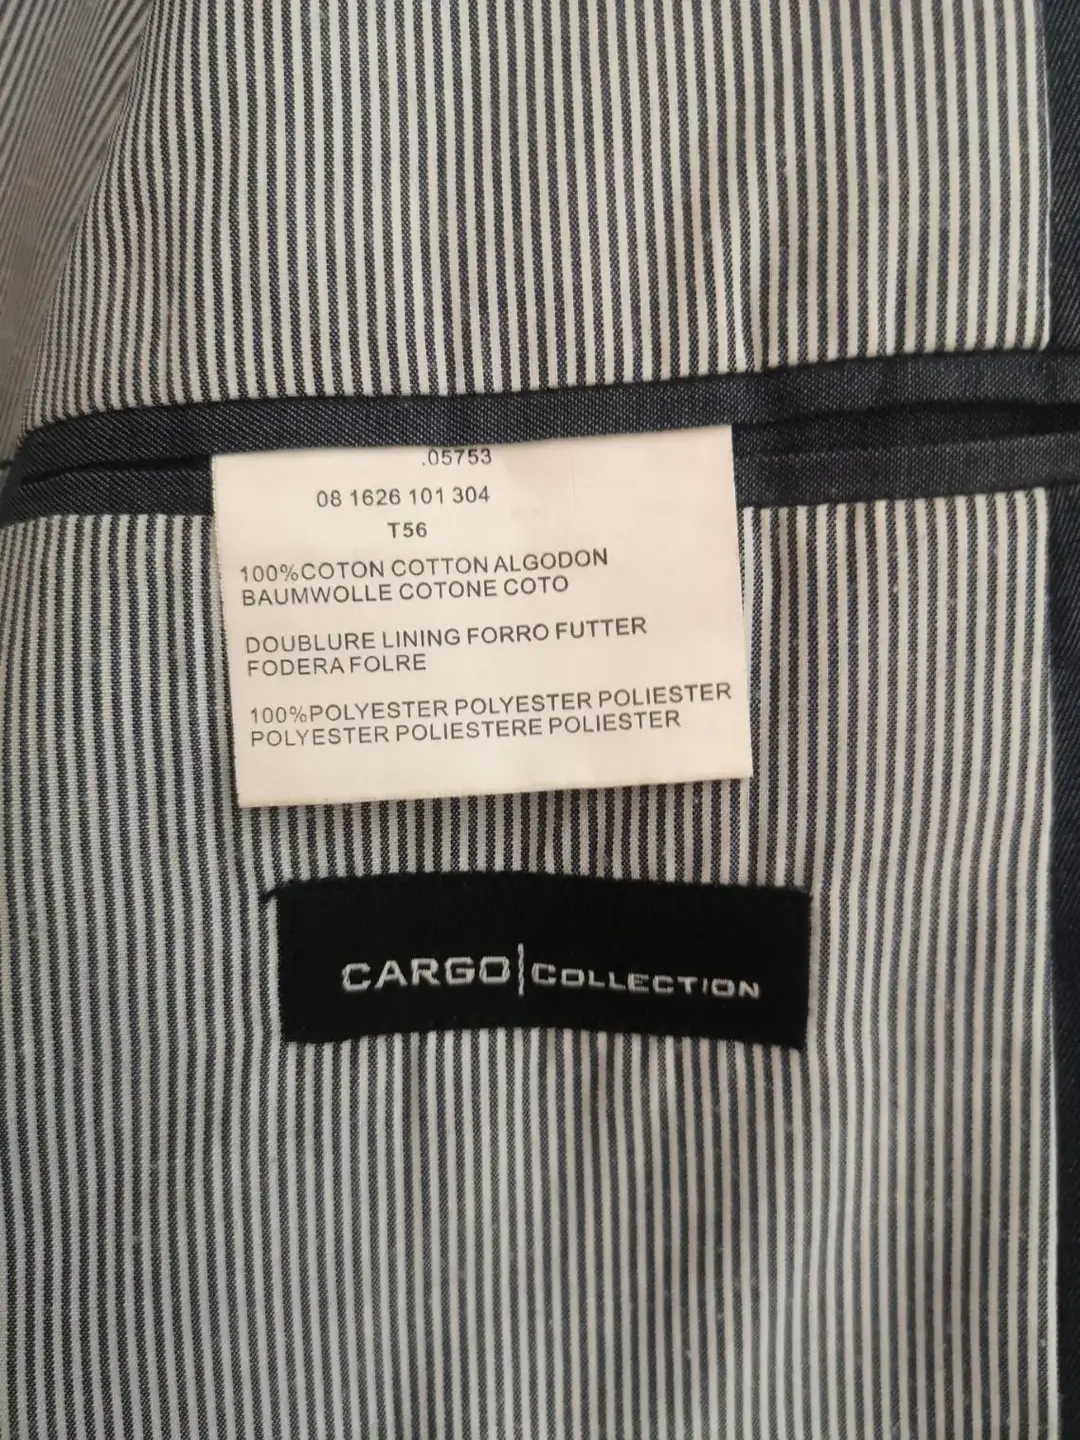 .05753
08 1626 101 304
T56
100%COTON COTTON ALGODON
BAUMWOLLE COTONE COTO
DOUBLURE LINING FORRO FUTTER
FODERA FOLRE
100%POLYESTER POLYESTER POLIESTER
POLYESTER POLIESTERE POLIESTER
CARGO|COLLECTION